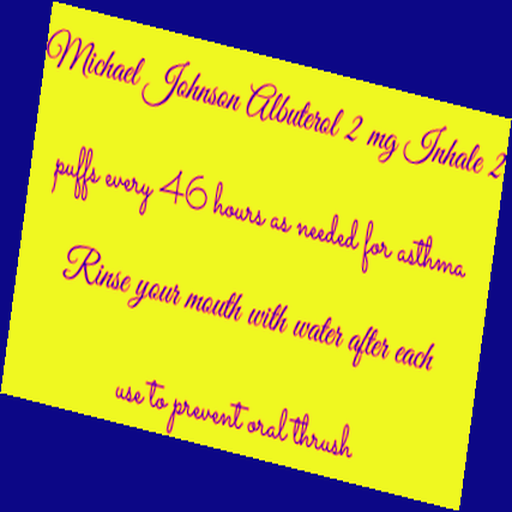 Michael Johnson Albuterol 2 mg Inhale 2
puffs every 46 hours as needed for asthma
Rinse your mouth with water after each
use to prevent oral thrush